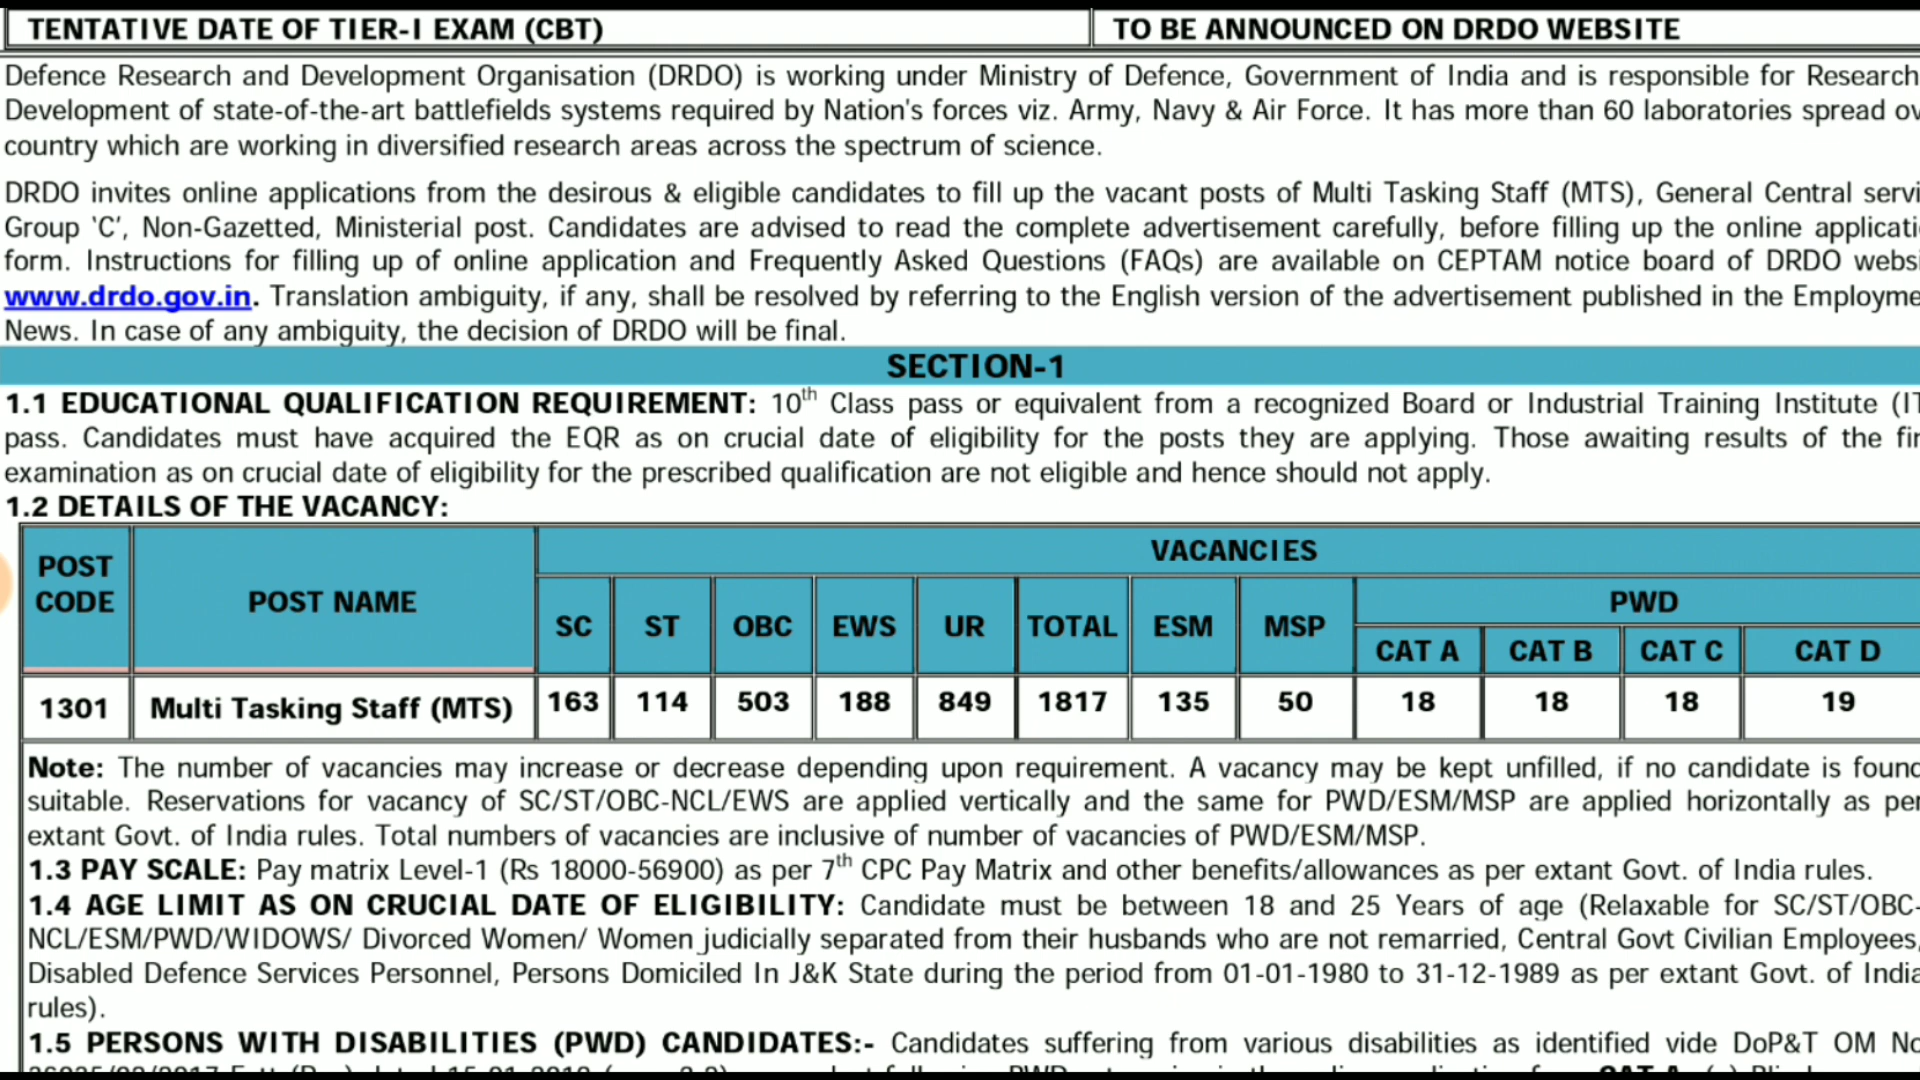 TENTATIVE DATE OF TIER-I EXAM (CBT) TO BE ANNOUNCED ON DRDO WEBSITE
Defence Research and Development Organisation (DRDO) is working under Ministry of Defence, Government of India and is responsible for Research
Development of state-of-the-art battlefields systems required by Nation's forces viz. Army, Navy & Air Force. It has more than 60 laboratories spread
country which are working in diversified research areas across the spectrum of science.
DRDO invites online applications from the desirous & eligible candidates to fill up the vacant posts of Multi Tasking Staff (MTS), General Central
Group 'C', Non-Gazetted, Ministerial post. Candidates are advised to read the complete advertisement carefully, before filling up the online
form. Instructions for filling up of online application and Frequently Asked Questions (FAQs) are available on CEPTAM notice board of DRDO
www.drdo.gov.in. Translation ambiguity, if any, shall be resolved by referring to the English version of the advertisement published in the
News. In case of any ambiguity, the decision of DRDO will be final.
SECTION-1
1.1 EDUCATIONAL QUALIFICATION REQUIREMENT: 10th Class pass or equivalent from a recognized Board or Industrial Training Institute
pass. Candidates must have acquired the EQR as on crucial date of eligibility for the posts they are applying. Those awaiting results of the
examination as on crucial date of eligibility for the prescribed qualification are not eligible and hence should not apply.
1.2 DETAILS OF THE VACANCY:
POST CODE POST NAME VACANCIES
SC ST OBC EWS UR TOTAL ESM MSP PWD
CAT A CAT B CAT C CAT D
1301 Multi Tasking Staff (MTS) 163 114 503 188 849 1817 135 50 18 18 18 19
Note: The number of vacancies may increase or decrease depending upon requirement. A vacancy may be kept unfilled, if no candidate is found
suitable. Reservations for vacancy of SC/ST/OBC-NCL/EWS are applied vertically and the same for PWD/ESM/MSP are applied horizontally as per
extant Govt. of India rules. Total numbers of vacancies are inclusive of number of vacancies of PWD/ESM/MSP.
1.3 PAY SCALE: Pay matrix Level-1 (Rs 18000-56900) as per 7th CPC Pay Matrix and other benefits/allowances as per extant Govt. of India rules.
1.4 AGE LIMIT AS ON CRUCIAL DATE OF ELIGIBILITY: Candidate must be between 18 and 25 Years of age (Relaxable for SC/ST/OBC-
NCL/ESM/PWD/WIDOWS/ Divorced Women/ Women judicially separated from their husbands who are not remarried, Central Govt Civilian Employees,
Disabled Defence Services Personnel, Persons Domiciled In J&K State during the period from 01-01-1980 to 31-12-1989 as per extant Govt. of India
rules).
1.5 PERSONS WITH DISABILITIES (PWD) CANDIDATES:- Candidates suffering from various disabilities as identified vide DoP&T OM No